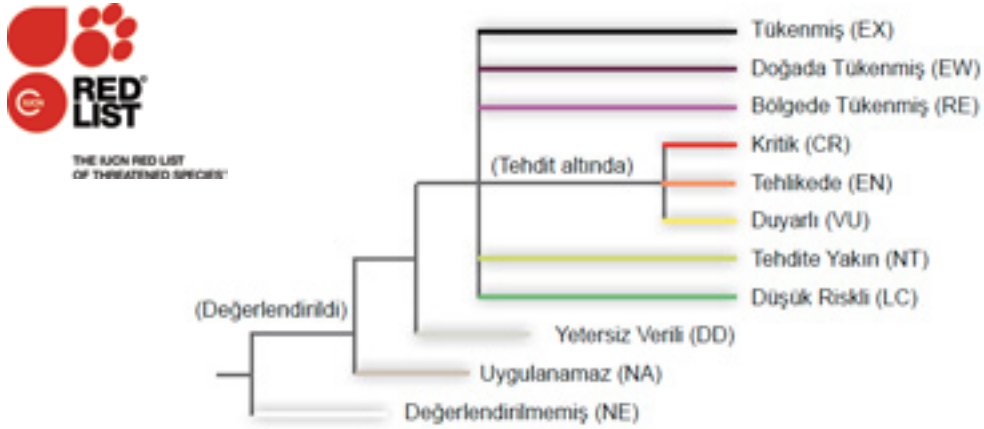 IUCN
RED
LIST
THE IUCN RED LIST
OF THREATENED SPECIES™
Tükenmiş (EX)
Doğada Tükenmiş (EW)
Bölgede Tükenmiş (RE)
Kritik (CR)
(Tehdit altında)
Tehlikede (EN)
Duyarlı (VU)
Tehdite Yakın (NT)
Düşük Riskli (LC)
(Değerlendirildi)
Yetersiz Verili (DD)
Uygulanamaz (NA)
Değerlendirilmemiş (NE)